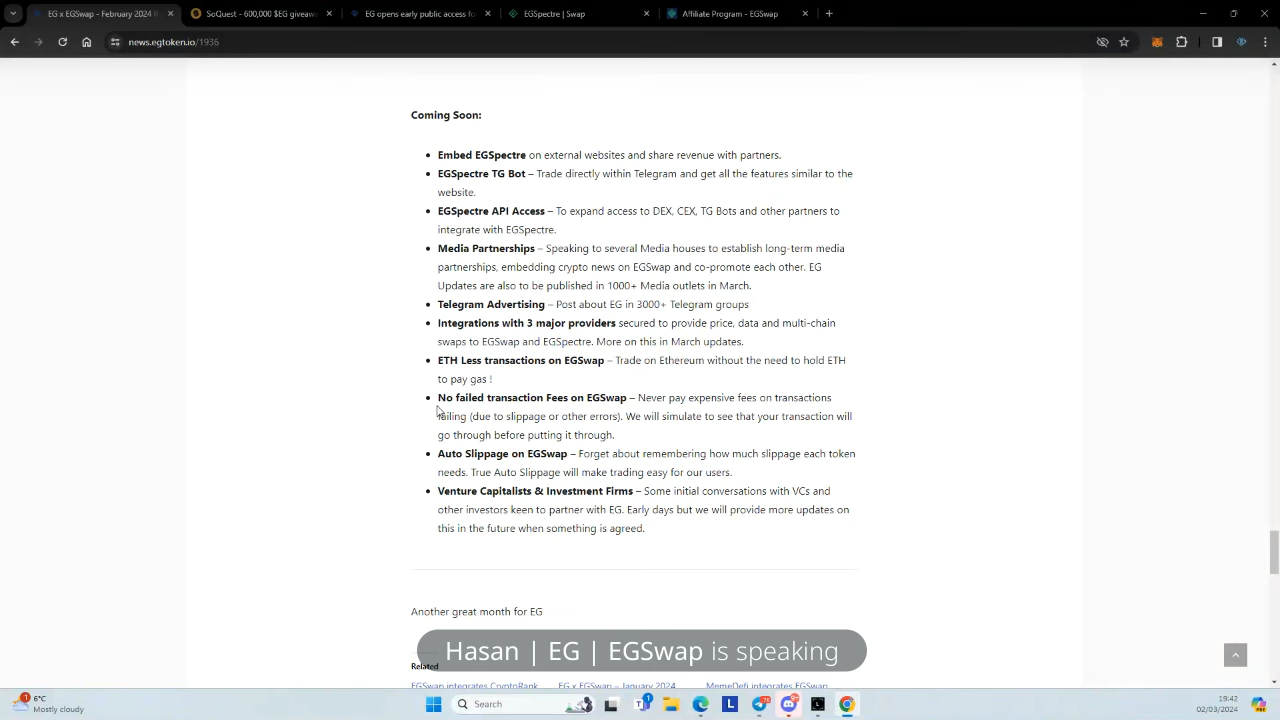 EG x EGSwap - February 2024 R
SoQuest - 600,000 $EG giveawa
EG opens early public access fo
EGSpectre | Swap
Affiliate Program - EGSwap
news.egtoken.io/1936
Coming Soon:
Embed EGSpectre on external websites and share revenue with partners.
EGSpectre TG Bot – Trade directly within Telegram and get all the features similar to the
website.
EGSpectre API Access – To expand access to DEX, CEX, TG Bots and other partners to
integrate with EGSpectre.
Media Partnerships – Speaking to several Media houses to establish long-term media
partnerships, embedding crypto news on EGSwap and co-promote each other. EG
Updates are also to be published in 1000+ Media outlets in March.
Telegram Advertising – Post about EG in 3000+ Telegram groups
Integrations with 3 major providers secured to provide price, data and multi-chain
swaps to EGSwap and EGSpectre. More on this in March updates.
ETH Less transactions on EGSwap – Trade on Ethereum without the need to hold ETH
to pay gas !
No failed transaction Fees on EGSwap – Never pay expensive fees on transactions
failing (due to slippage or other errors). We will simulate to see that your transaction will
go through before putting it through.
Auto Slippage on EGSwap – Forget about remembering how much slippage each token
needs. True Auto Slippage will make trading easy for our users.
Venture Capitalists & Investment Firms – Some initial conversations with VCs and
other investors keen to partner with EG. Early days but we will provide more updates on
this in the future when something is agreed.
Another great month for EG
Hasan | EG | EGSwap is speaking
Related
EGSwap integrates CryptoRank
EG x EGSwap – January 2024
MemeDefi integrates EGSwap
1
6°C
Mostly cloudy
Search
1
9+
19:42
02/03/2024